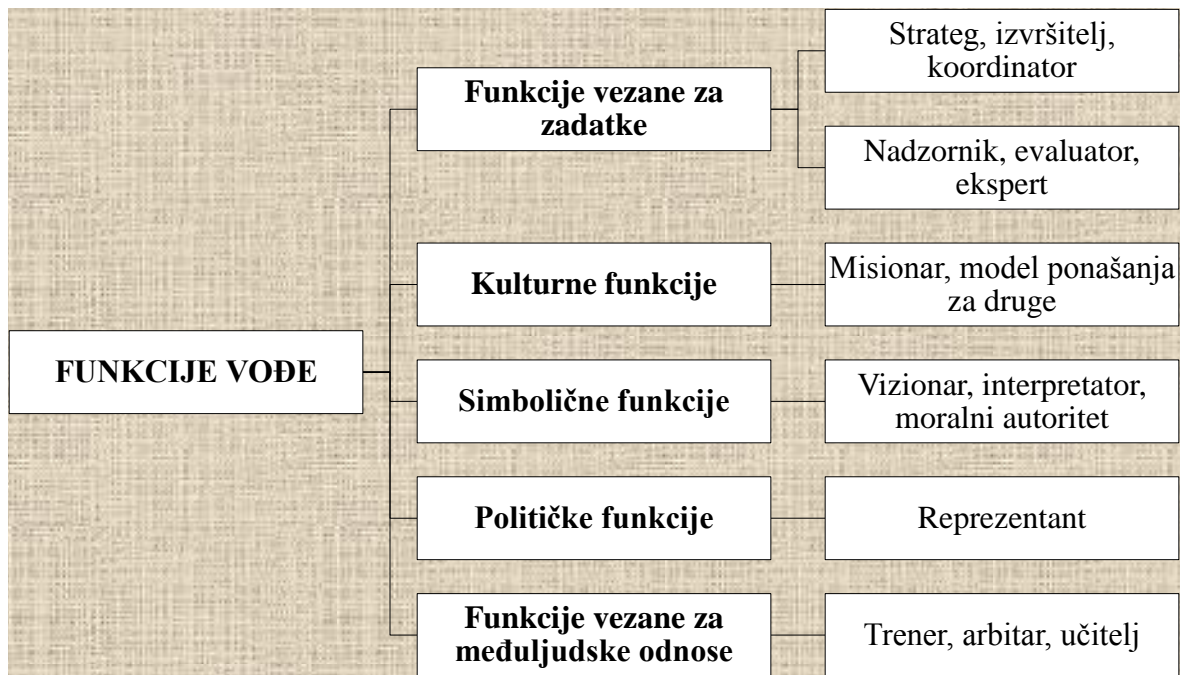 FUNKCIJE VOĐE
Funkcije vezane za
zadatke
Strateg, izvršitelj,
koordinator
Nadzornik, evaluator,
ekspert
Kulturne funkcije
Misionar, model ponašanja
za druge
Simbolične funkcije
Vizionar, interpretator,
moralni autoritet
Političke funkcije
Reprezentant
Funkcije vezane za
međuljudske odnose
Trener, arbitar, učitelj